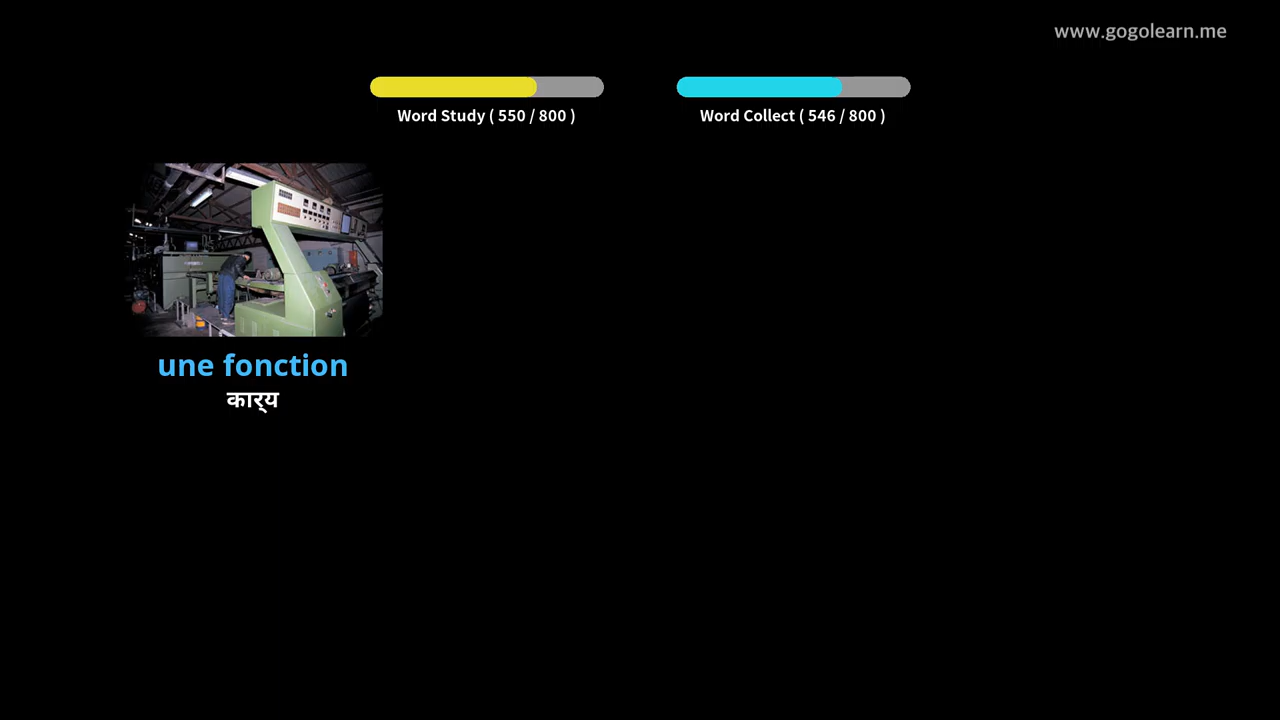 www.gogolearn.me
Word Study ( 550 / 800 )
Word Collect ( 546 / 800 )
une fonction
कार्‍य